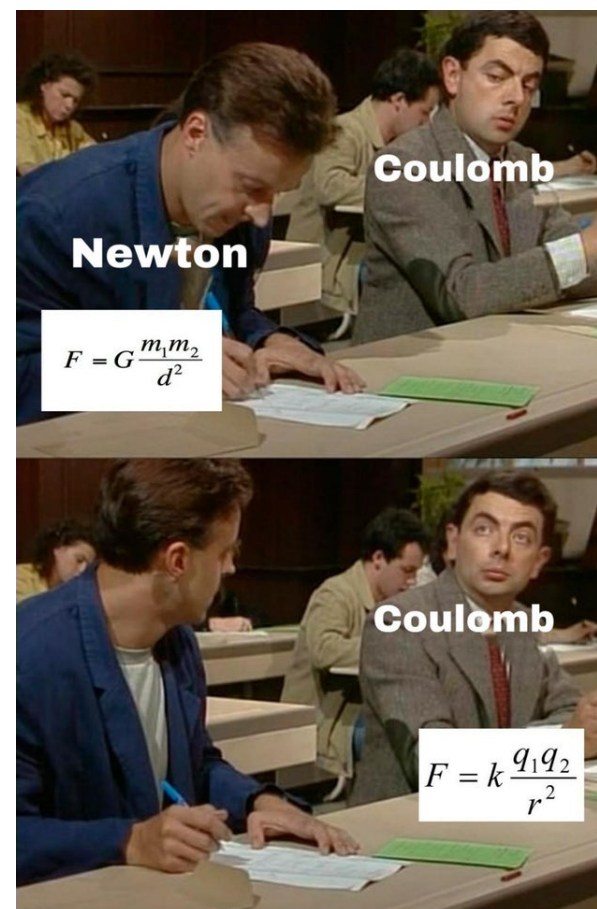 Coulomb
Newton
F = G m₁m₂ / d²
Coulomb
F = k q₁q₂ / r²